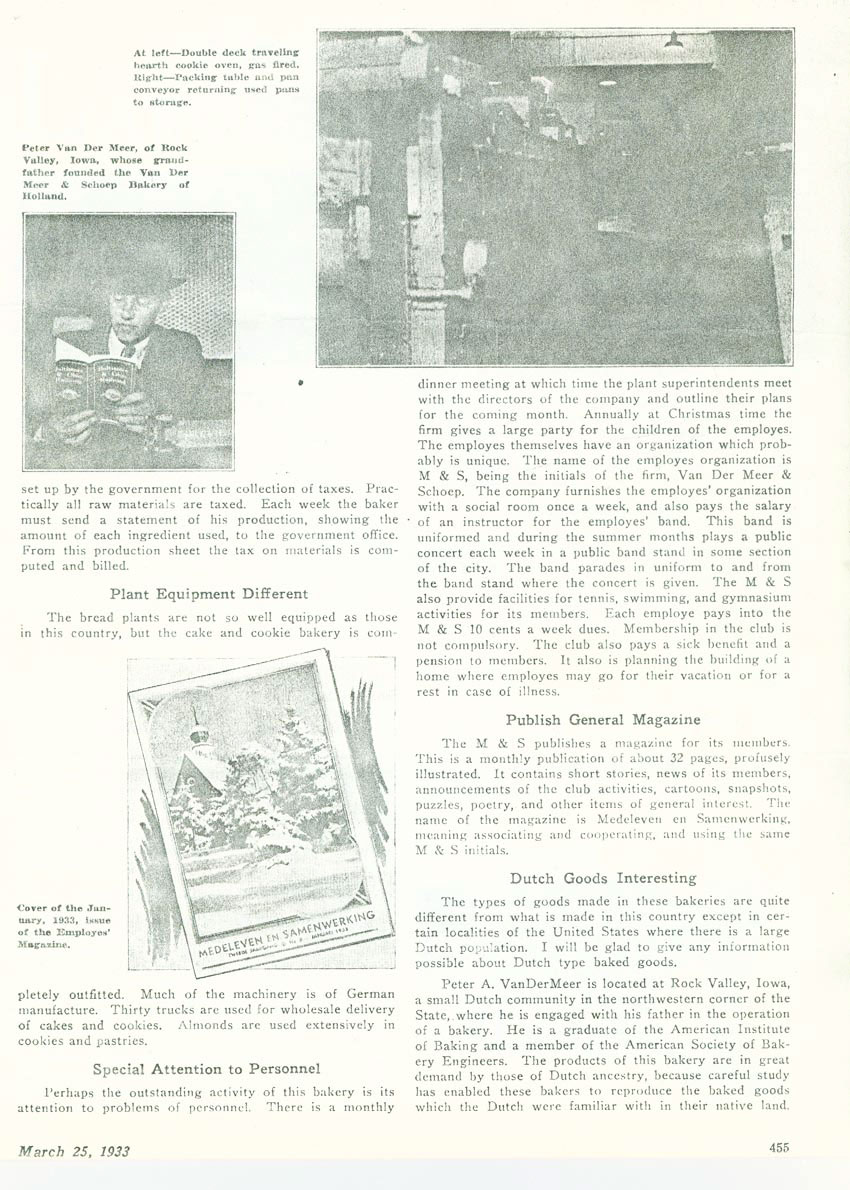 At left—Double deck traveling
hearth cookie oven, gas fired.
Right—Packing table and pan
conveyor returning used pans
to storage.
Peter Van Der Meer, of Rock
Valley, Iowa, whose grand-
father founded the Van Der
Meer & Schoep Bakery of
Holland.
set up by the government for the collection of taxes. Prac-
tically all raw materials are taxed. Each week the baker
must send a statement of his production, showing the
amount of each ingredient used, to the government office.
From this production sheet the tax on materials is com-
puted and billed.
Plant Equipment Different
The bread plants are not so well equipped as those
in this country, but the cake and cookie bakery is com-
Cover of the Jan-
uary, 1933, issue
of the Employes'
Magazine.
MEDELEVEN EN SAMENWERKING
pletely outfitted. Much of the machinery is of German
manufacture. Thirty trucks are used for wholesale delivery
of cakes and cookies. Almonds are used extensively in
cookies and pastries.
Special Attention to Personnel
Perhaps the outstanding activity of this bakery is its
attention to problems of personnel. There is a monthly
dinner meeting at which time the plant superintendents meet
with the directors of the company and outline their plans
for the coming month. Annually at Christmas time the
firm gives a large party for the children of the employes.
The employes themselves have an organization which prob-
ably is unique. The name of the employes organization is
M & S, being the initials of the firm, Van Der Meer &
Schoep. The company furnishes the employes' organization
with a social room once a week, and also pays the salary
of an instructor for the employes' band. This band is
uniformed and during the summer months plays a public
concert each week in a public band stand in some section
of the city. The band parades in uniform to and from
the band stand where the concert is given. The M & S
also provide facilities for tennis, swimming, and gymnasium
activities for its members. Each employe pays into the
M & S 10 cents a week dues. Membership in the club is
not compulsory. The club also pays a sick benefit and a
pension to members. It also is planning the building of a
home where employes may go for their vacation or for a
rest in case of illness.
Publish General Magazine
The M & S publishes a magazine for its members.
This is a monthly publication of about 32 pages, profusely
illustrated. It contains short stories, news of its members,
announcements of the club activities, cartoons, snapshots,
puzzles, poetry, and other items of general interest. The
name of the magazine is Medeleven en Samenwerking,
meaning associating and cooperating, and using the same
M & S initials.
Dutch Goods Interesting
The types of goods made in these bakeries are quite
different from what is made in this country except in cer-
tain localities of the United States where there is a large
Dutch population. I will be glad to give any information
possible about Dutch type baked goods.
Peter A. VanDerMeer is located at Rock Valley, Iowa,
a small Dutch community in the northwestern corner of the
State, where he is engaged with his father in the operation
of a bakery. He is a graduate of the American Institute
of Baking and a member of the American Society of Bak-
ery Engineers. The products of this bakery are in great
demand by those of Dutch ancestry, because careful study
has enabled these bakers to reproduce the baked goods
which the Dutch were familiar with in their native land.
March 25, 1933
455